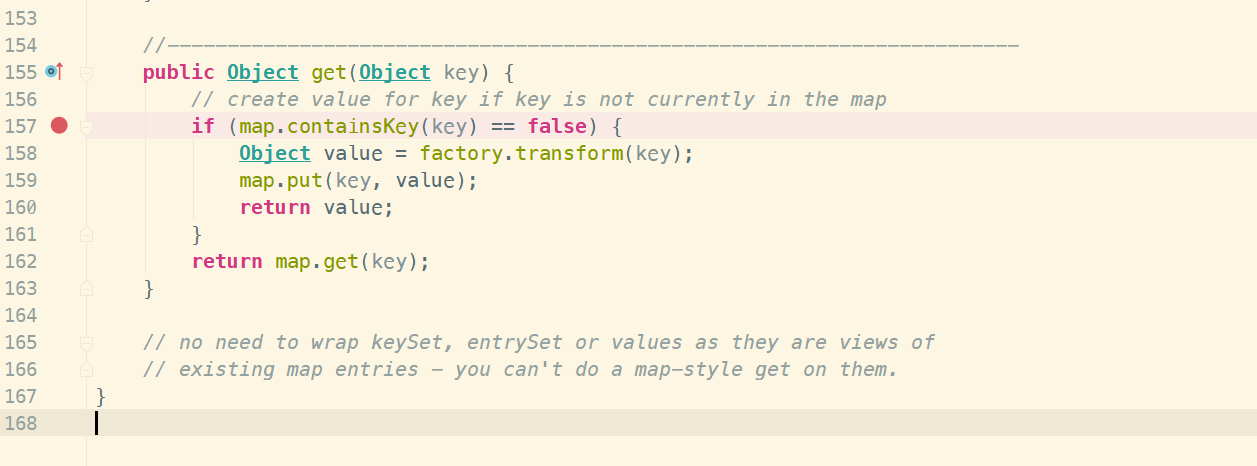 153
154 //-----------------------------------------------------------------------
155 public Object get(Object key) {
156 // create value for key if key is not currently in the map
157 if (map.containsKey(key) == false) {
158 Object value = factory.transform(key);
159 map.put(key, value);
160 return value;
161 }
162 return map.get(key);
163 }
164
165 // no need to wrap keySet, entrySet or values as they are views of
166 // existing map entries - you can't do a map-style get on them.
167 }
168